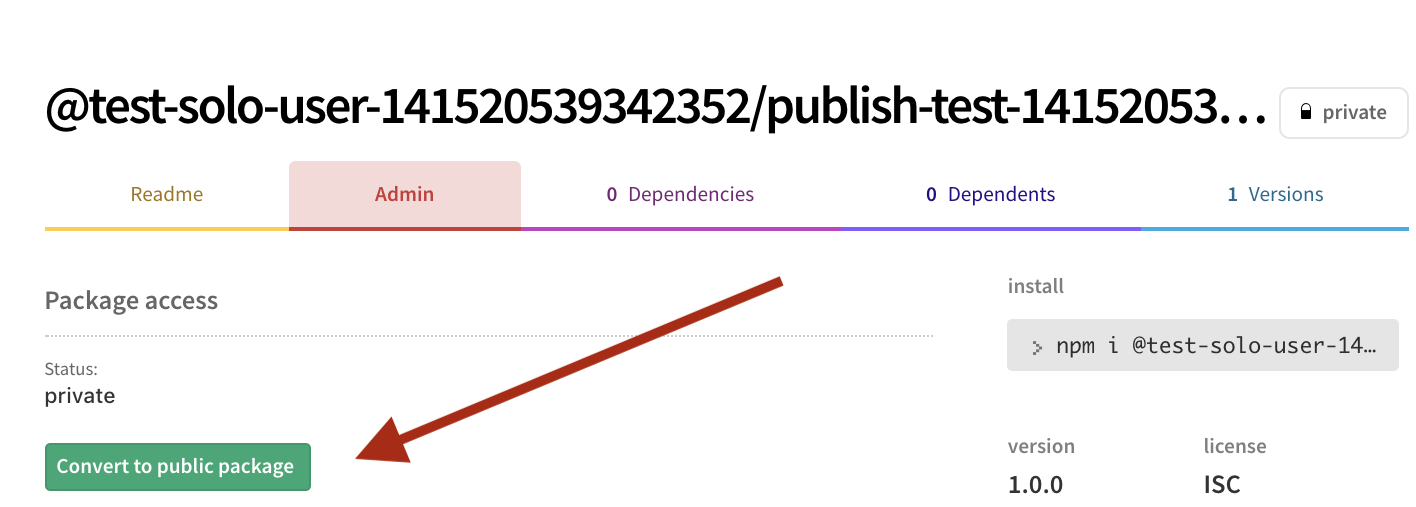 @test-solo-user-141520539342352/publish-test-14152053… private
Readme Admin 0 Dependencies 0 Dependents 1 Versions
Package access
Status:
private
Convert to public package
install
> npm i @test-solo-user-14…
version license
1.0.0 ISC